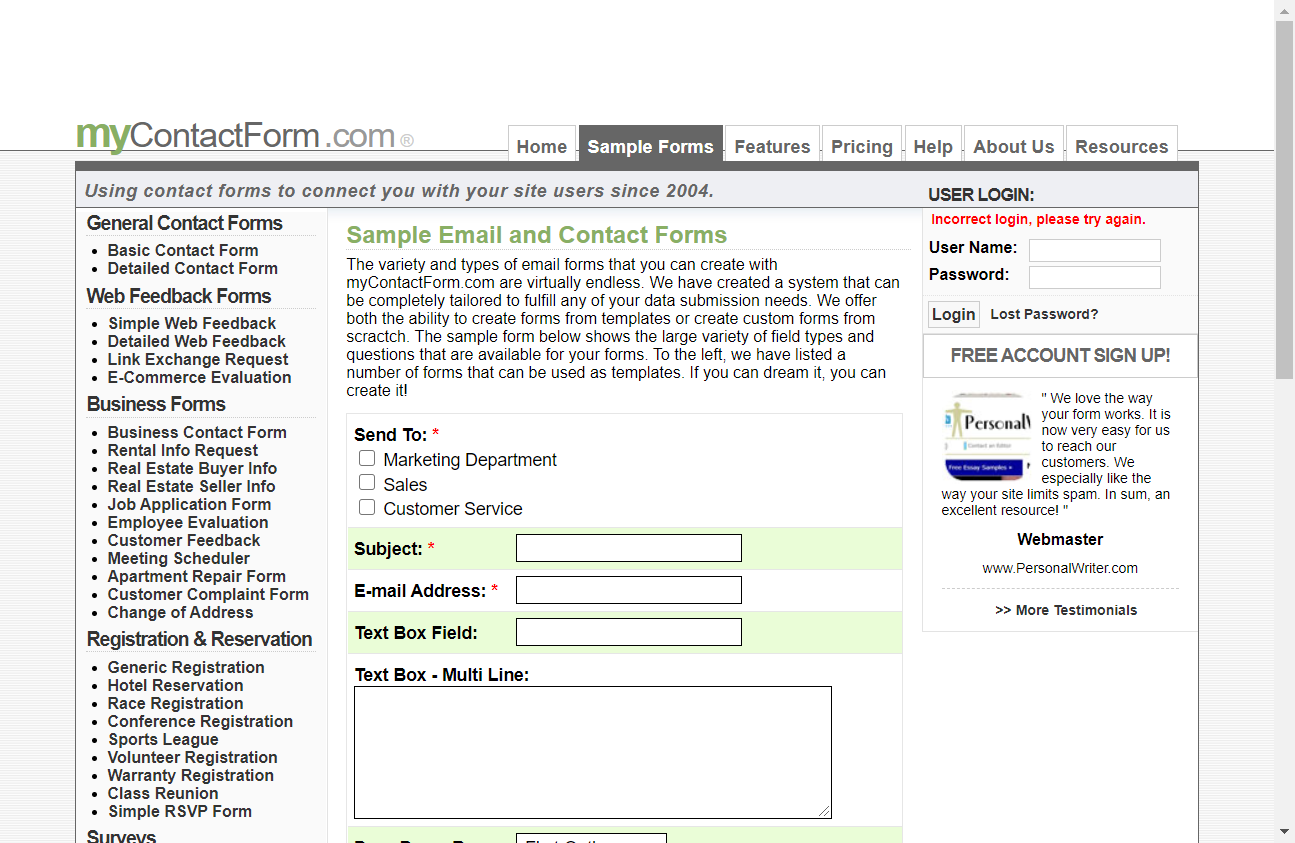 myContactForm.com ®
Home
Sample Forms
Features
Pricing
Help
About Us
Resources
Using contact forms to connect you with your site users since 2004.
USER LOGIN:
General Contact Forms
Basic Contact Form
Detailed Contact Form
Web Feedback Forms
Simple Web Feedback
Detailed Web Feedback
Link Exchange Request
E-Commerce Evaluation
Business Forms
Business Contact Form
Rental Info Request
Real Estate Buyer Info
Real Estate Seller Info
Job Application Form
Employee Evaluation
Customer Feedback
Meeting Scheduler
Apartment Repair Form
Customer Complaint Form
Change of Address
Registration & Reservation
Generic Registration
Hotel Reservation
Race Registration
Conference Registration
Sports League
Volunteer Registration
Warranty Registration
Class Reunion
Simple RSVP Form
Surveys
Sample Email and Contact Forms
The variety and types of email forms that you can create with
myContactForm.com are virtually endless. We have created a system that can
be completely tailored to fulfill any of your data submission needs. We offer
both the ability to create forms from templates or create custom forms from
scractch. The sample form below shows the large variety of field types and
questions that are available for your forms. To the left, we have listed a
number of forms that can be used as templates. If you can dream it, you can
create it!
Send To: *
Marketing Department
Sales
Customer Service
Subject: *
E-mail Address: *
Text Box Field:
Text Box - Multi Line:
Incorrect login, please try again.
User Name:
Password:
Login
Lost Password?
FREE ACCOUNT SIGN UP!
Personal
Contact an Editor
Free Essay Samples
" We love the way
your form works. It is
now very easy for us
to reach our
customers. We
especially like the
way your site limits spam. In sum, an
excellent resource! "
Webmaster
www.PersonalWriter.com
>> More Testimonials